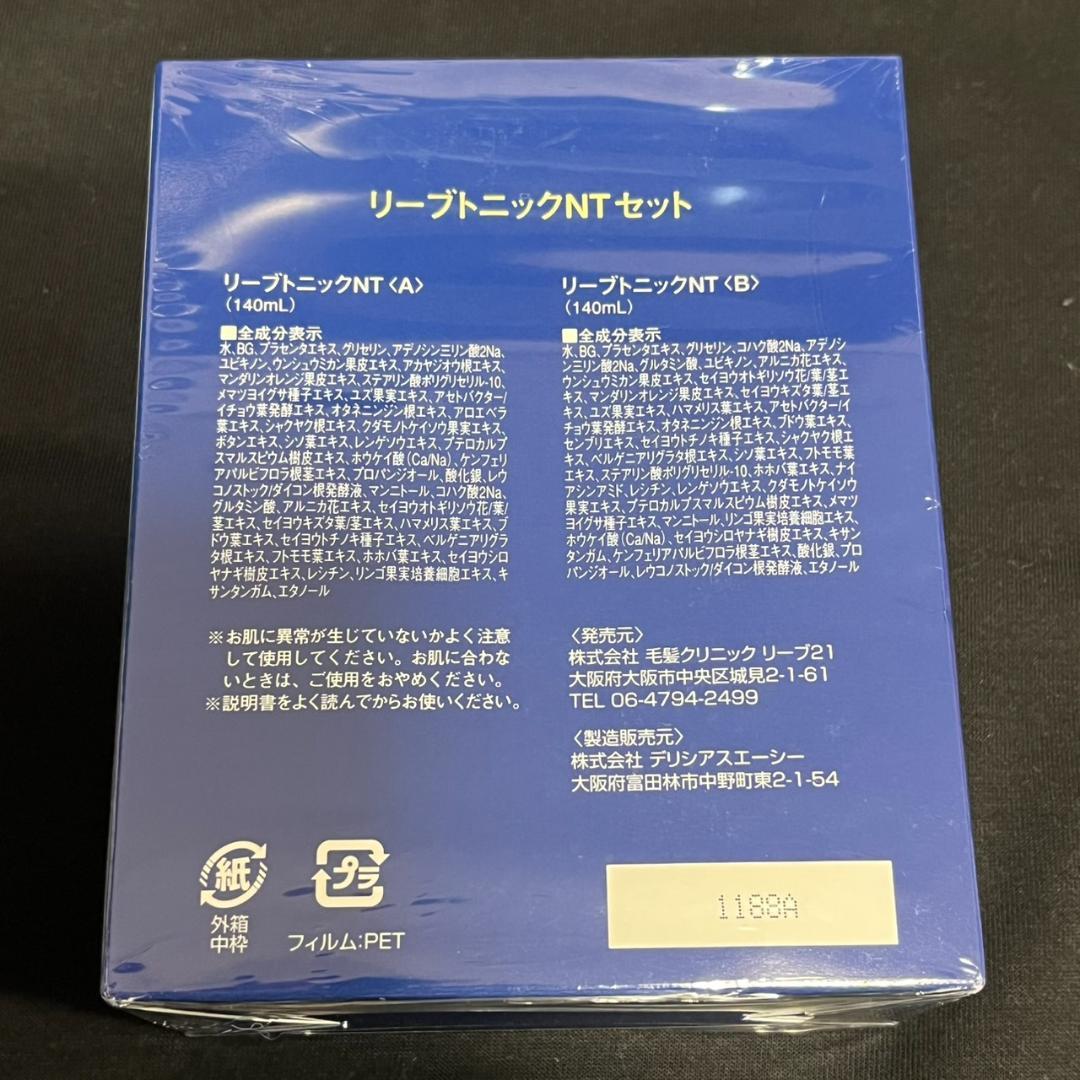 リーブトニックNTセット
リーブトニックNT〈A〉
(140mL)
■全成分表示
水、BG、プラセンタエキス、グリセリン、アデノシン三リン酸2Na、
ユビキノン、ウンシュウミカン果皮エキス、アカヤジオウ根エキス、
マンダリンオレンジ果皮エキス、ステアリン酸ポリグリセリル-10、
メマツヨイグサ種子エキス、ユズ果実エキス、アセトバクター/
イチョウ葉発酵エキス、オタネニンジン根エキス、アロエベラ
葉エキス、シャクヤク根エキス、クダモノトケイソウ果実エキス、
ボタンエキス、シソ葉エキス、レンゲソウエキス、プテロカルプ
スマルスピウム樹皮エキス、ホウケイ酸(Ca/Na)、ケンフェ
リアパルビフロラ根茎エキス、プロパンジオール、酸化銀、レウ
コノストック/ダイコン根発酵液、マンニトール、コハク酸2Na、
グルタミン酸、アルニカ花エキス、セイヨウオトギリソウ花/葉/
茎エキス、セイヨウキズタ葉/茎エキス、ハマメリス葉エキス、ブ
ドウ葉エキス、セイヨウトチノキ種子エキス、ベルゲニアリグラ
タ根エキス、フトモモ葉エキス、ホホバ葉エキス、セイヨウシロ
ヤナギ樹皮エキス、レシチン、リンゴ果実培養細胞エキス、キ
サンタンガム、エタノール
※お肌に異常が生じていないかよく注意
して使用してください。お肌に合わな
いときは、ご使用をおやめください。
※説明書をよく読んでからお使いください。
リーブトニックNT〈B〉
(140mL)
■全成分表示
水、BG、プラセンタエキス、グリセリン、コハク酸2Na、アデノシ
ン三リン酸2Na、グルタミン酸、ユビキノン、アルニカ花エキス、
ウンシュウミカン果皮エキス、セイヨウオトギリソウ花/葉/茎エ
キス、マンダリンオレンジ果皮エキス、セイヨウキズタ葉/茎エ
キス、ユズ果実エキス、ハマメリス葉エキス、アセトバクター/イ
チョウ葉発酵エキス、オタネニンジン根エキス、ブドウ葉エキス、
センブリエキス、セイヨウトチノキ種子エキス、シャクヤク根エ
キス、ベルゲニアリグラタ根エキス、シソ葉エキス、フトモモ葉
エキス、ステアリン酸ポリグリセリル-10、ホホバ葉エキス、ナイ
アシンアミド、レシチン、レンゲソウエキス、クダモノトケイソウ
果実エキス、プテロカルプスマルスピウム樹皮エキス、メマツ
ヨイグサ種子エキス、マンニトール、リンゴ果実培養細胞エキス、
ホウケイ酸(Ca/Na)、セイヨウシロヤナギ樹皮エキス、キサン
タンガム、ケンフェリアパルビフロラ根茎エキス、酸化銀、プロ
パンジオール、レウコノストック/ダイコン根発酵液、エタノール
〈発売元〉
株式会社 毛髪クリニック リーブ21
大阪府大阪市中央区城見2-1-61
TEL 06-4794-2499
〈製造販売元〉
株式会社 デリシアスエーシー
大阪府富田林市中野町東2-1-54
紙
外箱
中枠
プラ
フィルム:PET
1188A